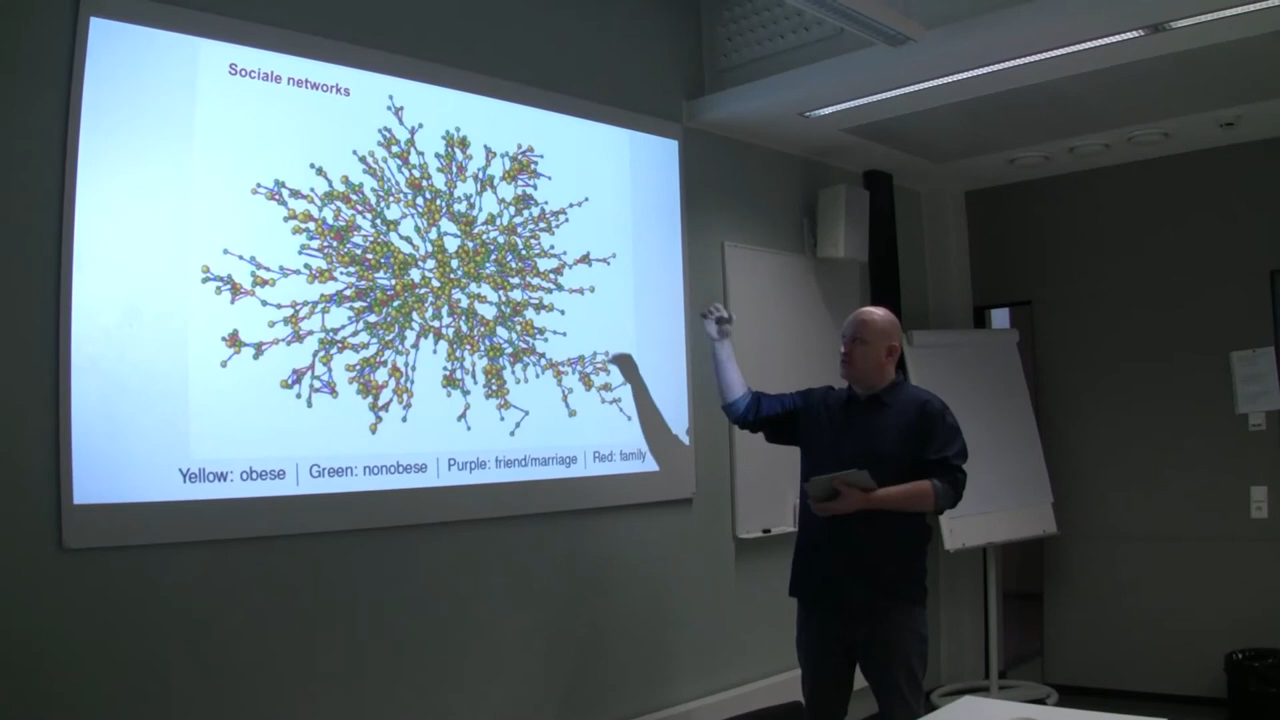 Sociale networks
Yellow: obese | Green: nonobese | Purple: friend/marriage | Red: family